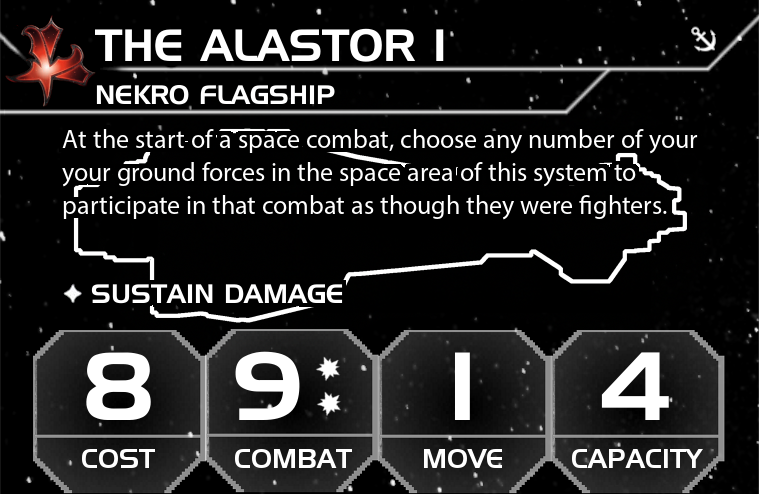 THE ALASTOR I
NEKRO FLAGSHIP
At the start of a space combat, choose any number of your
your ground forces in the space area of this system to
participate in that combat as though they were fighters.
SUSTAIN DAMAGE
8 9 1 4
COST COMBAT MOVE CAPACITY